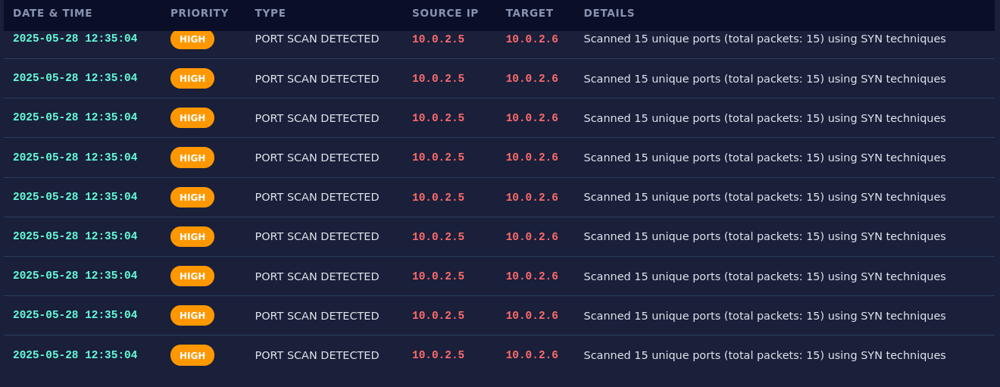 DATE & TIME PRIORITY TYPE SOURCE IP TARGET DETAILS
2025-05-28 12:35:04 HIGH PORT SCAN DETECTED 10.0.2.5 10.0.2.6 Scanned 15 unique ports (total packets: 15) using SYN techniques
2025-05-28 12:35:04 HIGH PORT SCAN DETECTED 10.0.2.5 10.0.2.6 Scanned 15 unique ports (total packets: 15) using SYN techniques
2025-05-28 12:35:04 HIGH PORT SCAN DETECTED 10.0.2.5 10.0.2.6 Scanned 15 unique ports (total packets: 15) using SYN techniques
2025-05-28 12:35:04 HIGH PORT SCAN DETECTED 10.0.2.5 10.0.2.6 Scanned 15 unique ports (total packets: 15) using SYN techniques
2025-05-28 12:35:04 HIGH PORT SCAN DETECTED 10.0.2.5 10.0.2.6 Scanned 15 unique ports (total packets: 15) using SYN techniques
2025-05-28 12:35:04 HIGH PORT SCAN DETECTED 10.0.2.5 10.0.2.6 Scanned 15 unique ports (total packets: 15) using SYN techniques
2025-05-28 12:35:04 HIGH PORT SCAN DETECTED 10.0.2.5 10.0.2.6 Scanned 15 unique ports (total packets: 15) using SYN techniques
2025-05-28 12:35:04 HIGH PORT SCAN DETECTED 10.0.2.5 10.0.2.6 Scanned 15 unique ports (total packets: 15) using SYN techniques
2025-05-28 12:35:04 HIGH PORT SCAN DETECTED 10.0.2.5 10.0.2.6 Scanned 15 unique ports (total packets: 15) using SYN techniques